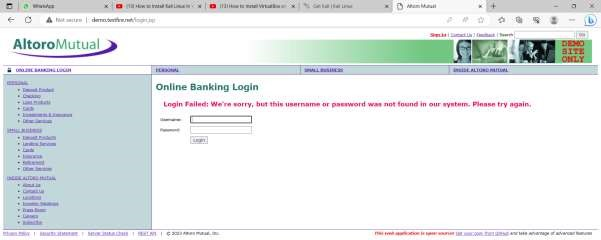 WhatsApp
(13) How to Install Kali Linux in V
(13) How to Install VirtualBox o
Get Kali | Kali Linux
Altoro Mutual
Not secure | demo.testfire.net/login.jsp
Sign In | Contact Us | Feedback | Search
Go
AltoroMutual
DEMO
SITE
ONLY
ONLINE BANKING LOGIN
PERSONAL
SMALL BUSINESS
INSIDE ALTORO MUTUAL
PERSONAL
Deposit Product
Checking
Loan Products
Cards
Investments & Insurance
Other Services
SMALL BUSINESS
Deposit Products
Lending Services
Cards
Insurance
Retirement
Other Services
INSIDE ALTORO MUTUAL
About Us
Contact Us
Locations
Investor Relations
Press Room
Careers
Subscribe
Online Banking Login
Login Failed: We're sorry, but this username or password was not found in our system. Please try again.
Username:
Password:
Login
Privacy Policy | Security Statement | Server Status Check | REST API | © 2023 Altoro Mutual, Inc.
This web application is open source! Get your copy from GitHub and take advantage of advanced features